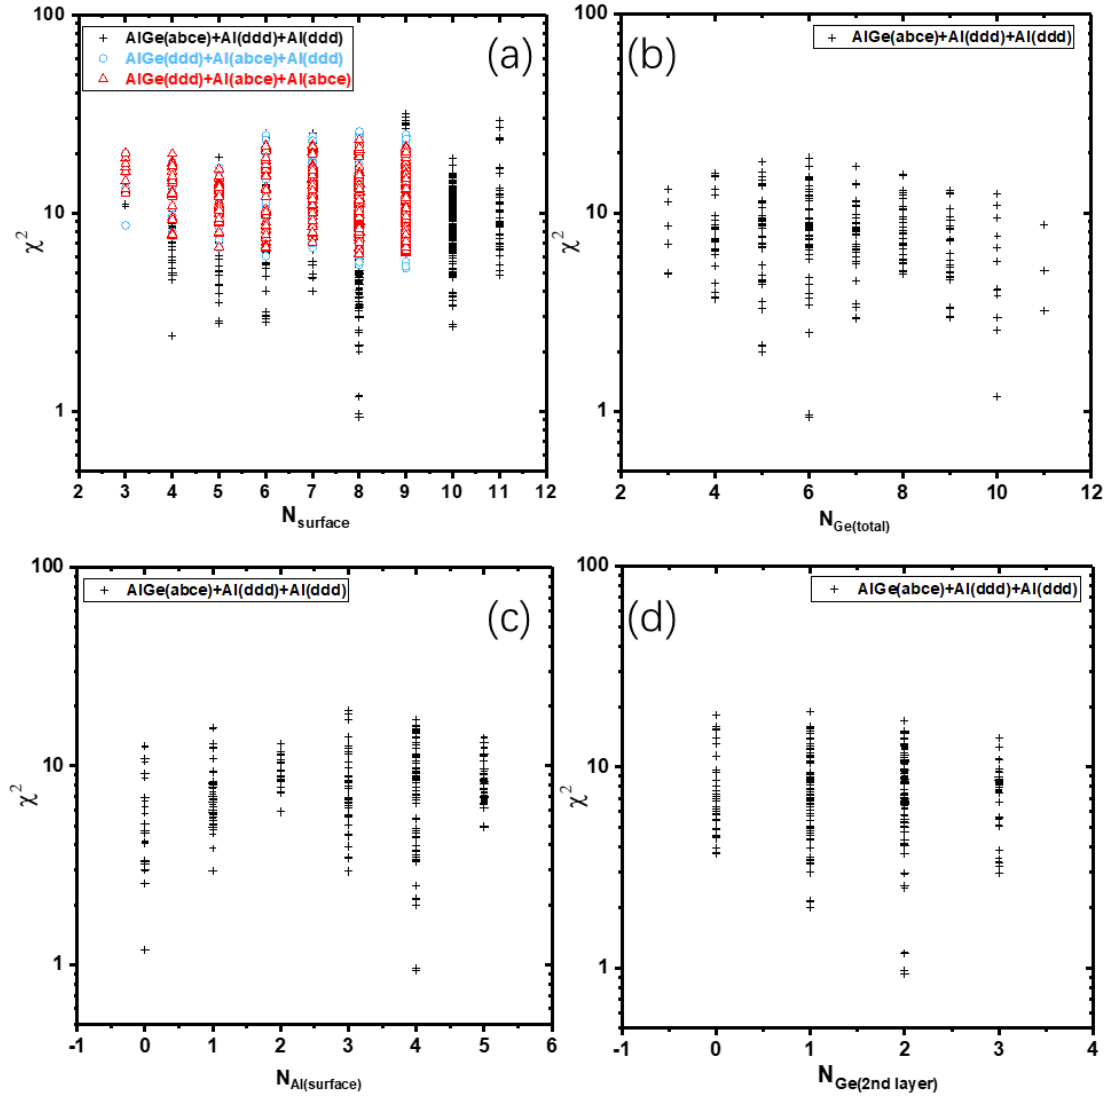 100
10
1
χ²
+ AlGe(abce)+Al(ddd)+Al(ddd)
○ AlGe(ddd)+Al(abce)+Al(ddd)
△ AlGe(ddd)+Al(abce)+Al(abce)
(a)
2 3 4 5 6 7 8 9 10 11 12
N_surface
100
10
1
χ²
(b)
+ AlGe(abce)+Al(ddd)+Al(ddd)
2 4 6 8 10 12
N_Ge(total)
100
10
1
χ²
+ AlGe(abce)+Al(ddd)+Al(ddd)
(c)
-1 0 1 2 3 4 5 6
N_Al(surface)
100
10
1
χ²
(d)
+ AlGe(abce)+Al(ddd)+Al(ddd)
-1 0 1 2 3 4
N_Ge(2nd layer)